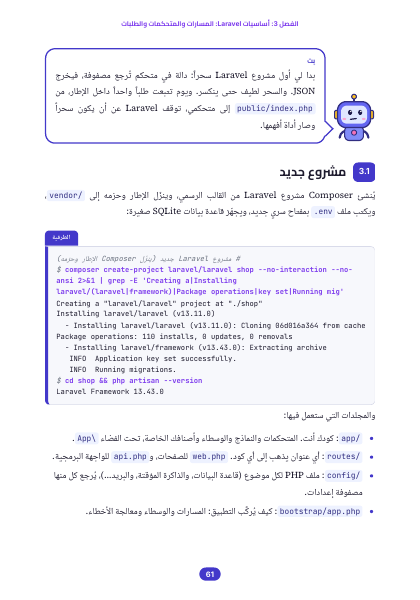 الفصل 3: أساسيات Laravel: المسارات والمتحكمات والطلبات
بِت
بدا لي أول مشروع Laravel سحراً: دالة في متحكم تُرجع مصفوفة، فيخرج
JSON. والسحر لطيف حتى ينكسر. ويوم تتبعت طلباً واحداً داخل الإطار، من
public/index.php إلى متحكمي، توقف Laravel عن أن يكون سحراً
وصار أداة أفهمها.
3.1 مشروع جديد
يُنشئ Composer مشروع Laravel من القالب الرسمي، وينزّل الإطار وحزمه إلى vendor/ ,
ويكتب ملف .env بمفتاح سري جديد، ويجهّز قاعدة بيانات SQLite صغيرة:
الطرفية
# مشروع Laravel جديد (ينزّل Composer الإطار وحزمه)
$ composer create-project laravel/laravel shop --no-interaction --no-
ansi 2>&1 | grep -E 'Creating a|Installing
laravel/(laravel|framework)|Package operations|key set|Running mig'
Creating a "laravel/laravel" project at "./shop"
Installing laravel/laravel (v13.11.0)
- Installing laravel/laravel (v13.11.0): Cloning 06d016a364 from cache
Package operations: 110 installs, 0 updates, 0 removals
- Installing laravel/framework (v13.43.0): Extracting archive
INFO Application key set successfully.
INFO Running migrations.
$ cd shop && php artisan --version
Laravel Framework 13.43.0
والمجلدات التي ستعمل فيها:
• app/ : كودك أنت. المتحكمات والنماذج والوسطاء وأصنافك الخاصة، تحت الفضاء App\ .
• routes/ : أي عنوان يذهب إلى أي كود. web.php للصفحات، و api.php للواجهة البرمجية.
• config/ : ملف PHP لكل موضوع (قاعدة البيانات، والذاكرة المؤقتة، والبريد...)، يُرجع كل منها
مصفوفة إعدادات.
• bootstrap/app.php : كيف يُركَّب التطبيق: المسارات والوسطاء ومعالجة الأخطاء.
61